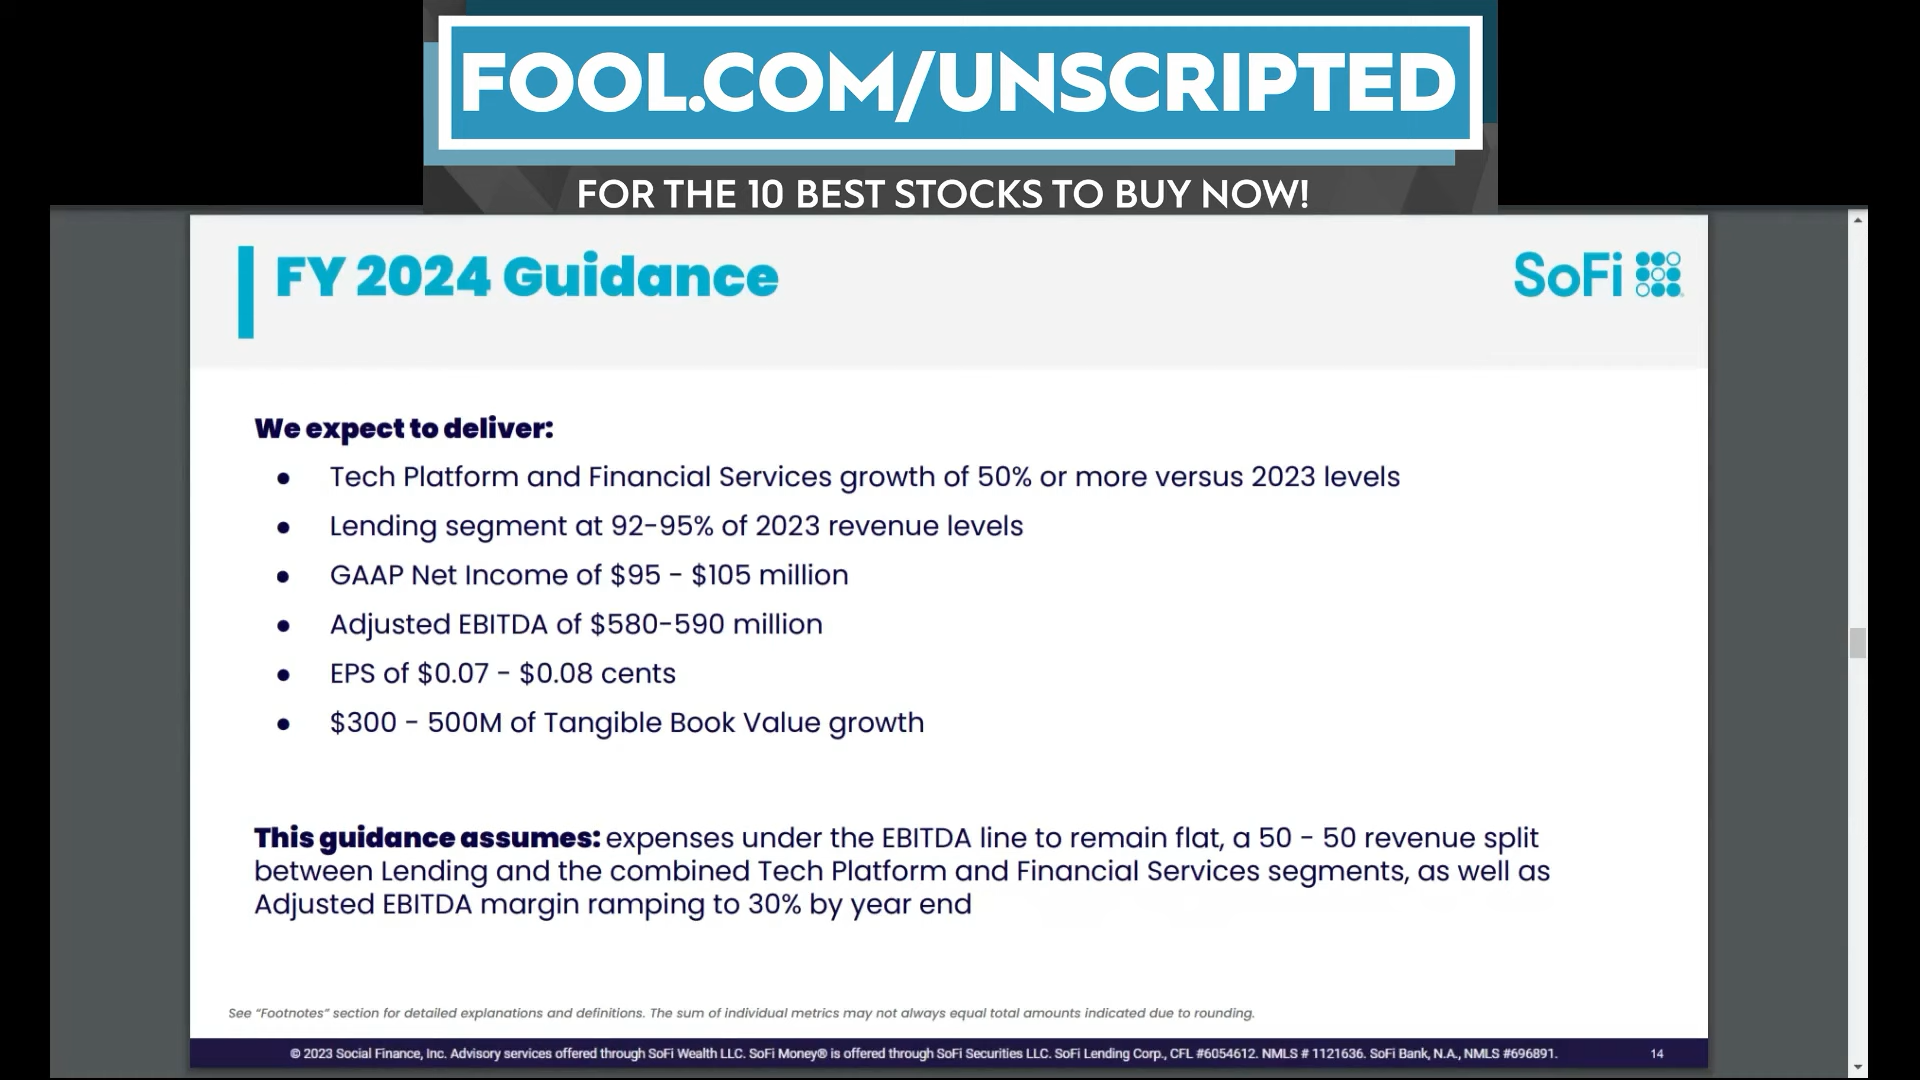 FOOL.COM/UNSCRIPTED
FOR THE 10 BEST STOCKS TO BUY NOW!
FY 2024 Guidance
SoFi
We expect to deliver:
● Tech Platform and Financial Services growth of 50% or more versus 2023 levels
● Lending segment at 92-95% of 2023 revenue levels
● GAAP Net Income of $95 - $105 million
● Adjusted EBITDA of $580-590 million
● EPS of $0.07 - $0.08 cents
● $300 - 500M of Tangible Book Value growth
This guidance assumes: expenses under the EBITDA line to remain flat, a 50 - 50 revenue split
between Lending and the combined Tech Platform and Financial Services segments, as well as
Adjusted EBITDA margin ramping to 30% by year end
See “Footnotes” section for detailed explanations and definitions. The sum of individual metrics may not always equal total amounts indicated due to rounding.
© 2023 Social Finance, Inc. Advisory services offered through SoFi Wealth LLC. SoFi Money® is offered through SoFi Securities LLC. SoFi Lending Corp., CFL #6054612. NMLS # 1121636. SoFi Bank, N.A., NMLS #696891.
14